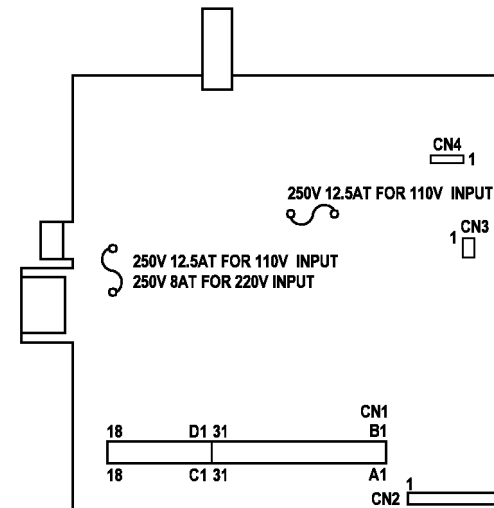 CN4
1
250V 12.5AT FOR 110V INPUT
1 CN3
250V 12.5AT FOR 110V INPUT
250V 8AT FOR 220V INPUT
CN1
18 D1 31 B1
18 C1 31 A1
1
CN2